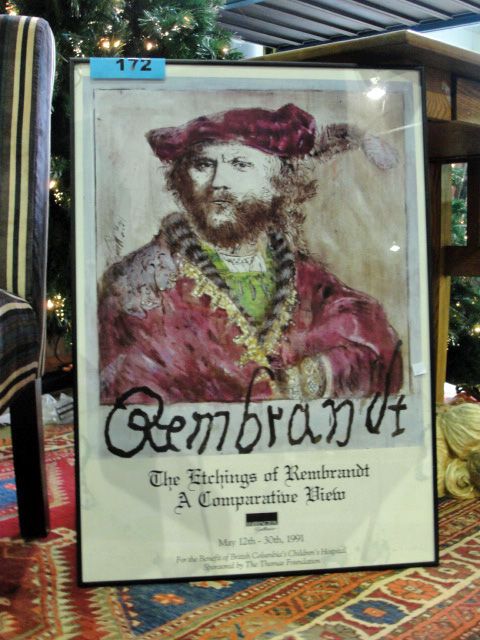 172
Rembrandt
The Etchings of Rembrandt
A Comparative View
May 12th - 30th, 1991
For the Benefit of British Columbia's Children's Hospital
Sponsored by The Thomas Foundation